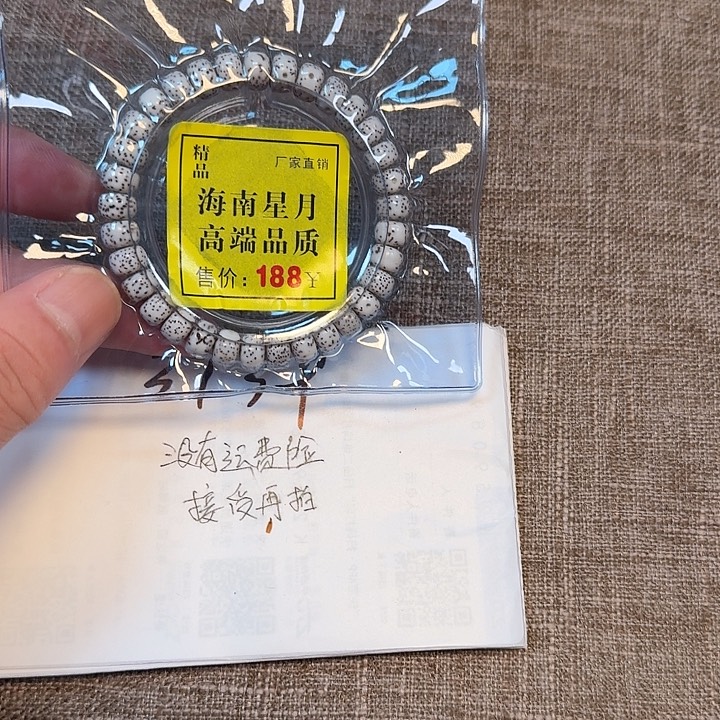 精品
厂家直销
海南星月
高端品质
售价：188￥
没有运费险
接受再拍